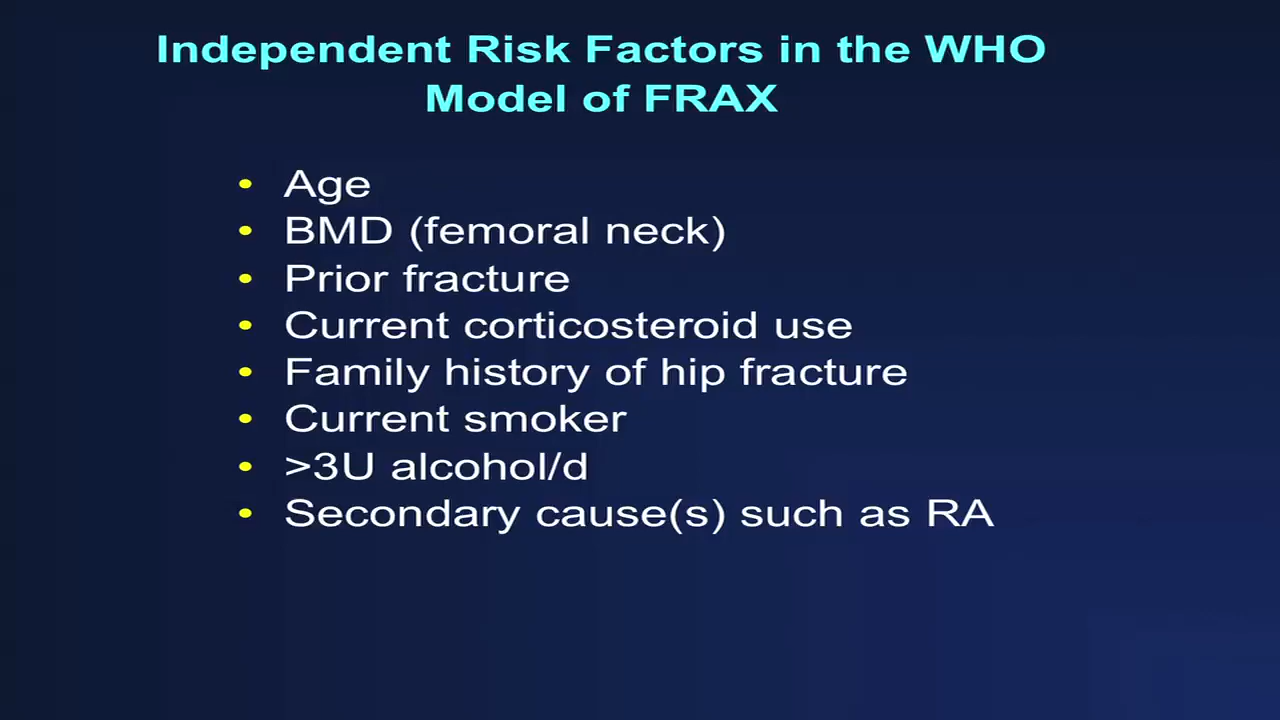 Independent Risk Factors in the WHO
Model of FRAX
• Age
• BMD (femoral neck)
• Prior fracture
• Current corticosteroid use
• Family history of hip fracture
• Current smoker
• >3U alcohol/d
• Secondary cause(s) such as RA